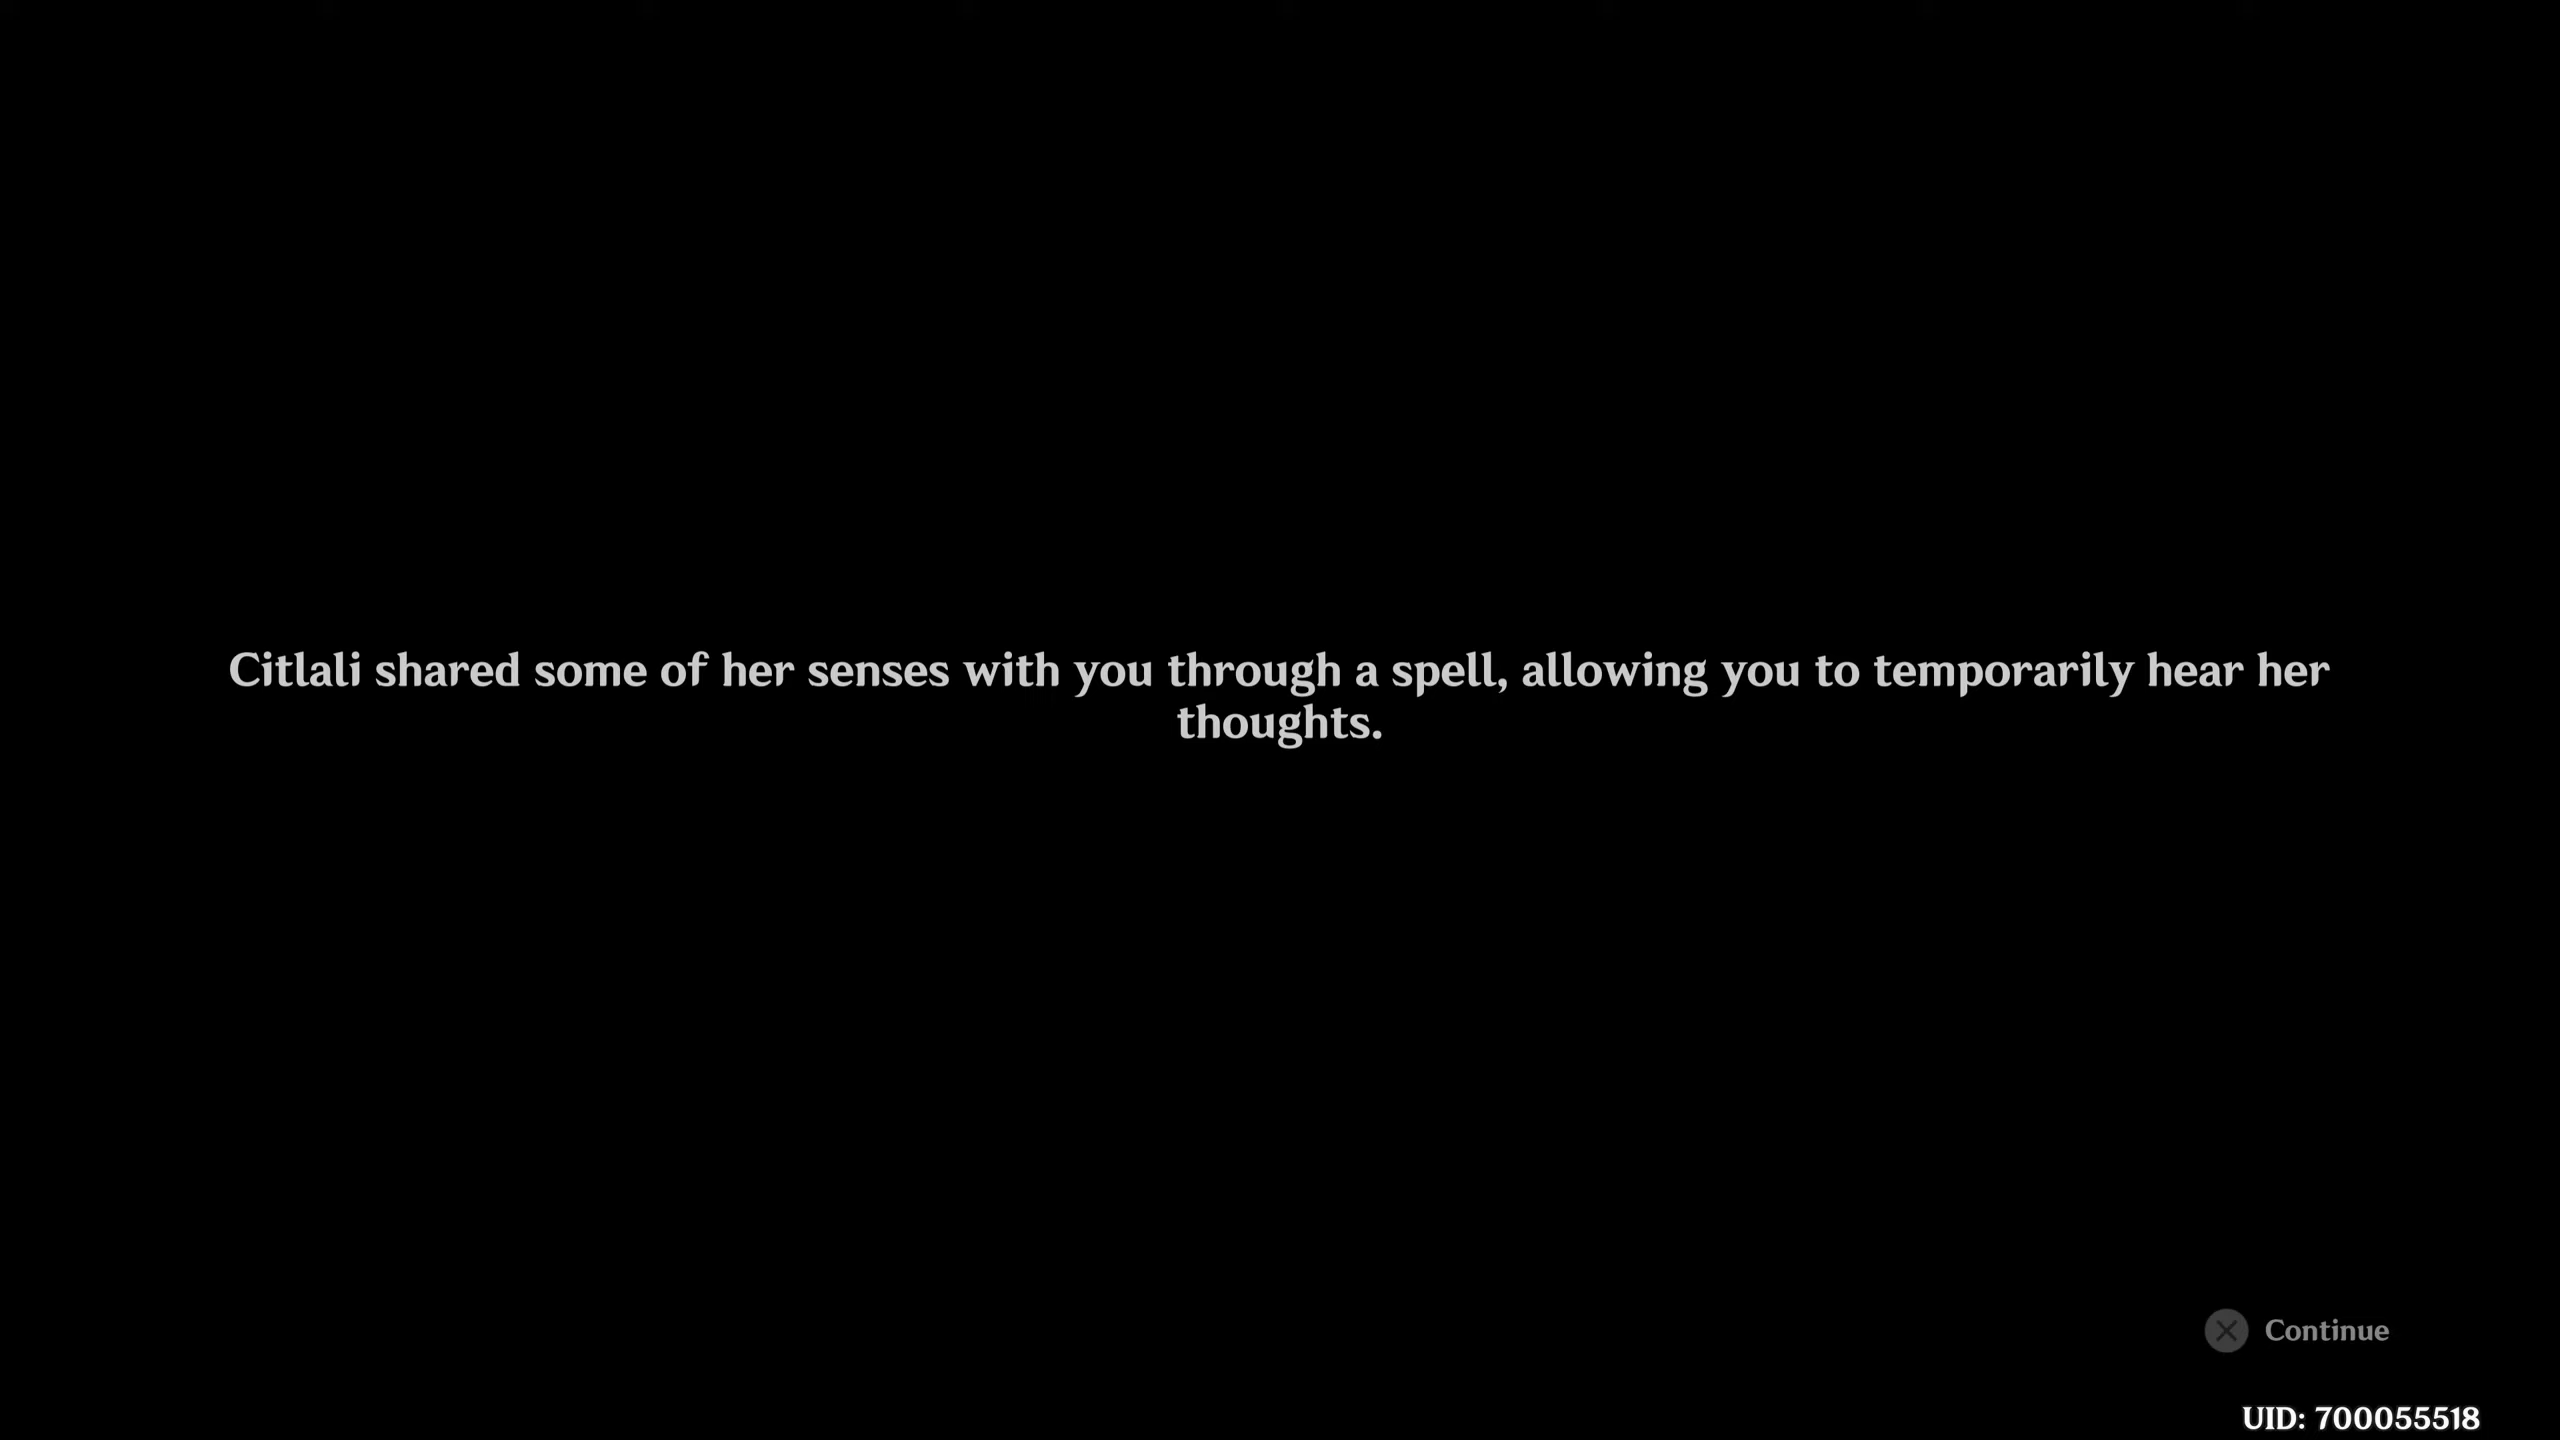 Citlali shared some of her senses with you through a spell, allowing you to temporarily hear her
thoughts.
Continue
UID: 700055518